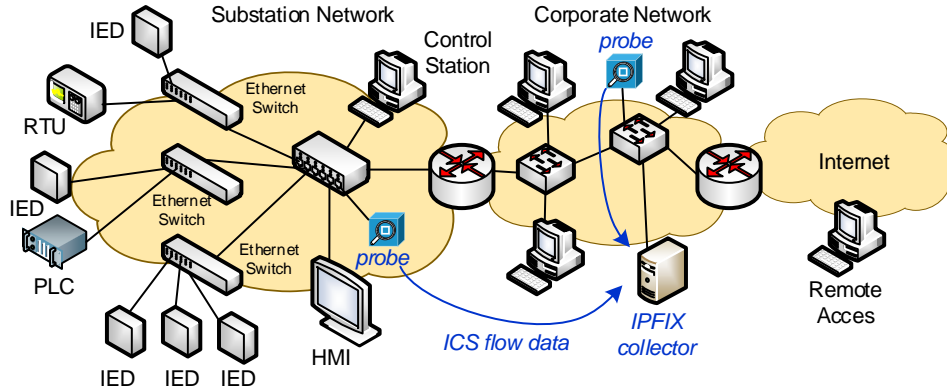 Substation Network
Corporate Network
IED
probe
Control
Station
Ethernet
Switch
RTU
Internet
IED
Ethernet
Switch
Ethernet
Switch
PLC
probe
HMI
ICS flow data
IPFIX
collector
Remote
Acces
IED
IED
IED